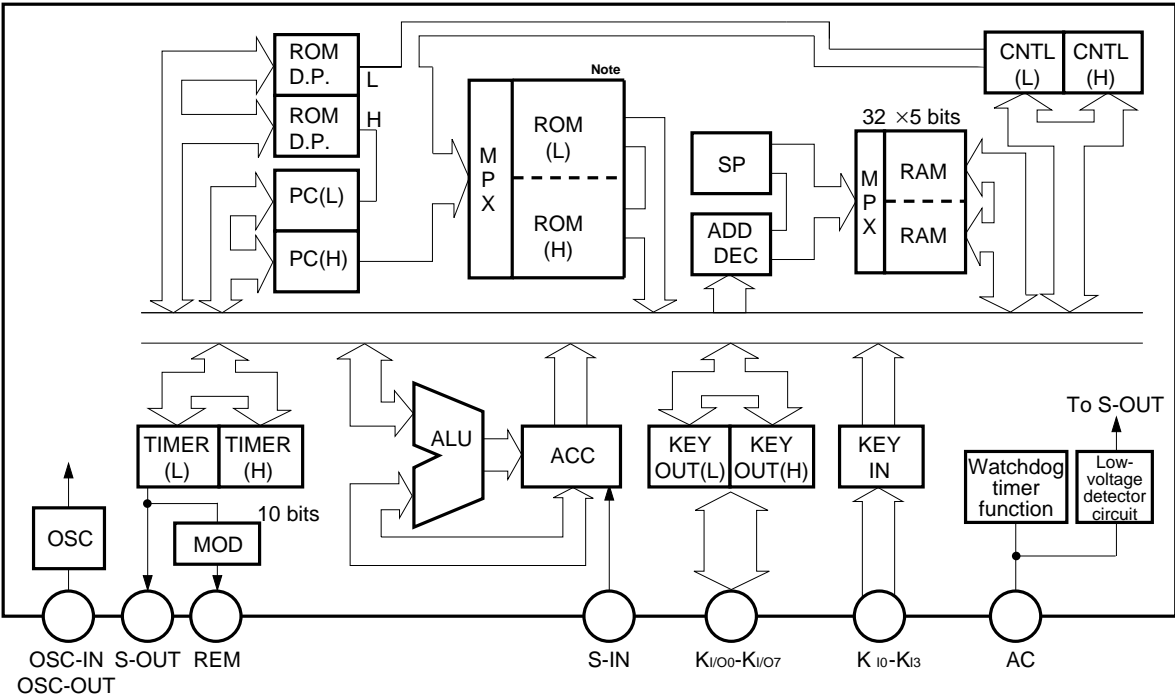 ROM
D.P.
L
ROM
D.P.
H
PC(L)
PC(H)
Note
M
P
X
ROM
(L)
ROM
(H)
SP
ADD
DEC
32 ×5 bits
M
P
X
RAM
RAM
CNTL
(L)
CNTL
(H)
TIMER
(L)
TIMER
(H)
10 bits
OSC
MOD
ALU
ACC
KEY
OUT(L)
KEY
OUT(H)
KEY
IN
To S-OUT
Watchdog
timer
function
Low-
voltage
detector
circuit
OSC-IN
OSC-OUT
S-OUT
REM
S-IN
KI/O0-KI/O7
K I0-KI3
AC